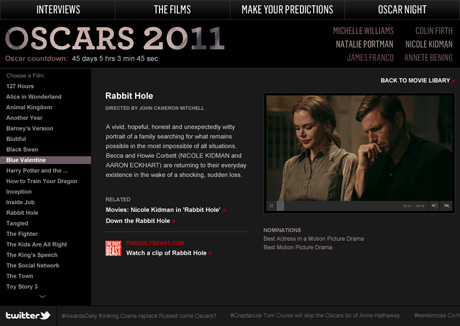 INTERVIEWS
THE FILMS
MAKE YOUR PREDICTIONS
OSCAR NIGHT
OSCARS 2011
Oscar countdown: 45 days 5 hrs 3 min 45 sec
MICHELLE WILLIAMS
COLIN FIRTH
NATALIE PORTMAN
NICOLE KIDMAN
JAMES FRANCO
ANNETE BENING
Choose a Film:
127 Hours
Alice in Wonderland
Animal Kingdom
Another Year
Barney's Version
Biutiful
Black Swan
Blue Valentine
Harry Potter and the ...
How to Train Your Dragon
Inception
Inside Job
Rabbit Hole
Tangled
The Fighter
The Kids Are All Right
The King's Speech
The Social Network
The Town
Toy Story 3
BACK TO MOVIE LIBARY
Rabbit Hole
DIRECTED BY JOHN CAMERON MITCHELL
A vivid, hopeful, honest and unexpectedly witty
portrait of a family searching for what remains
possible in the most impossible of all situations.
Becca and Howie Corbett (NICOLE KIDMAN and
AARON ECKHART) are returning to their everyday
existence in the wake of a shocking, sudden loss.
RELATED
Movies: Nicole Kidman in 'Rabbit Hole' »
Down the Rabbit Hole »
THE DAILY BEAST
THEDAILYBEAST.COM
Watch a clip of Rabbit Hole »
NOMINATIONS
Best Actress in a Motion Picture Drama
Best Motion Picture Drama
twitter
#AwardsDaily thinking Coens replace Russell come Oscars?
#Craptacula Tom Cruise will skip the Oscars bc of Anne Hathaway.